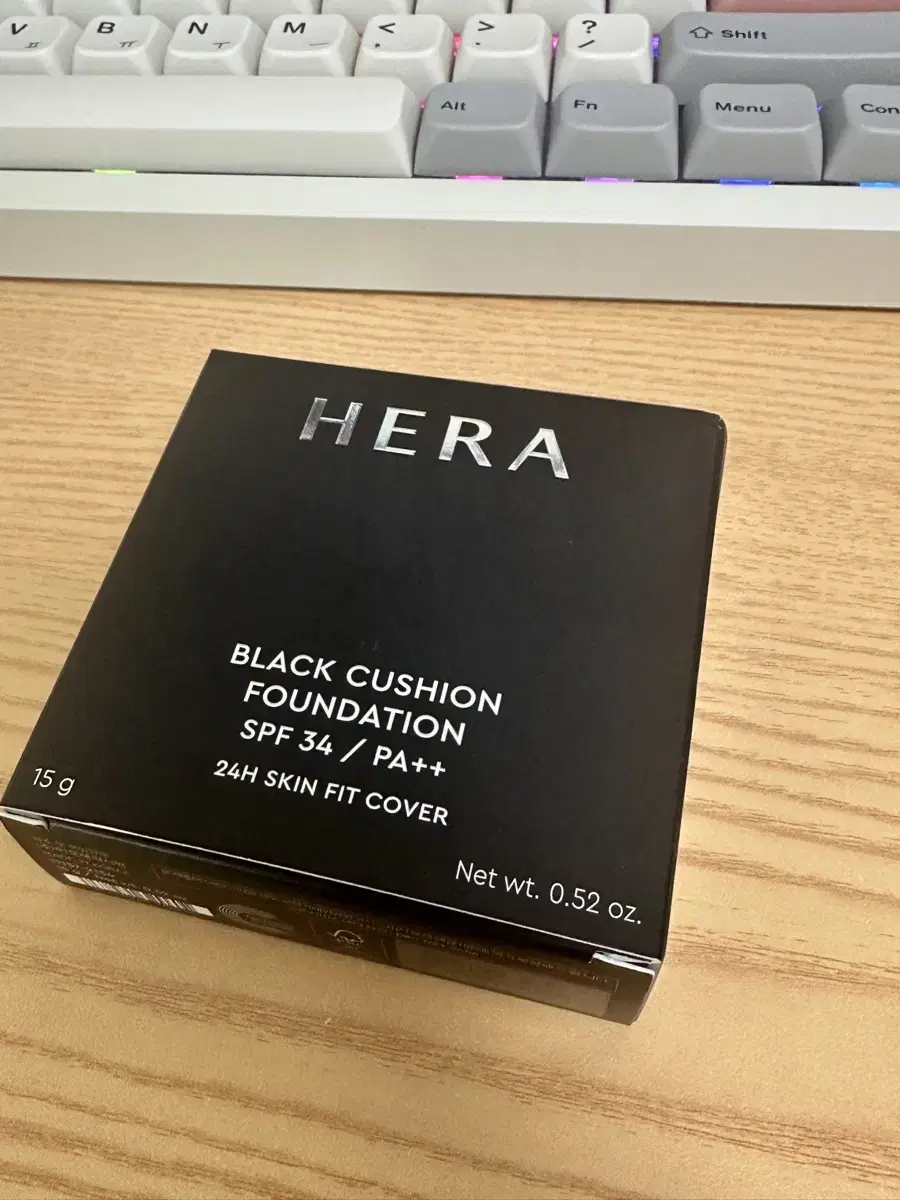 V ㅍ B ㅠ N ㅜ M ㅡ < , > . ? / Shift
Alt Fn Menu Con
HERA
BLACK CUSHION
FOUNDATION
SPF 34 / PA++
24H SKIN FIT COVER
15 g
Net wt. 0.52 oz.